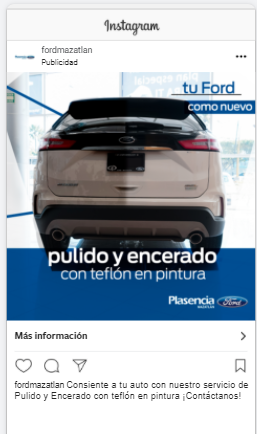 Instagram
fordmazatlan
Publicidad
tu Ford
como nuevo
pulido y encerado
con teflón en pintura
Plasencia
Ford
Más información
fordmazatlan Consiente a tu auto con nuestro servicio de
Pulido y Encerado con teflón en pintura ¡Contáctanos!